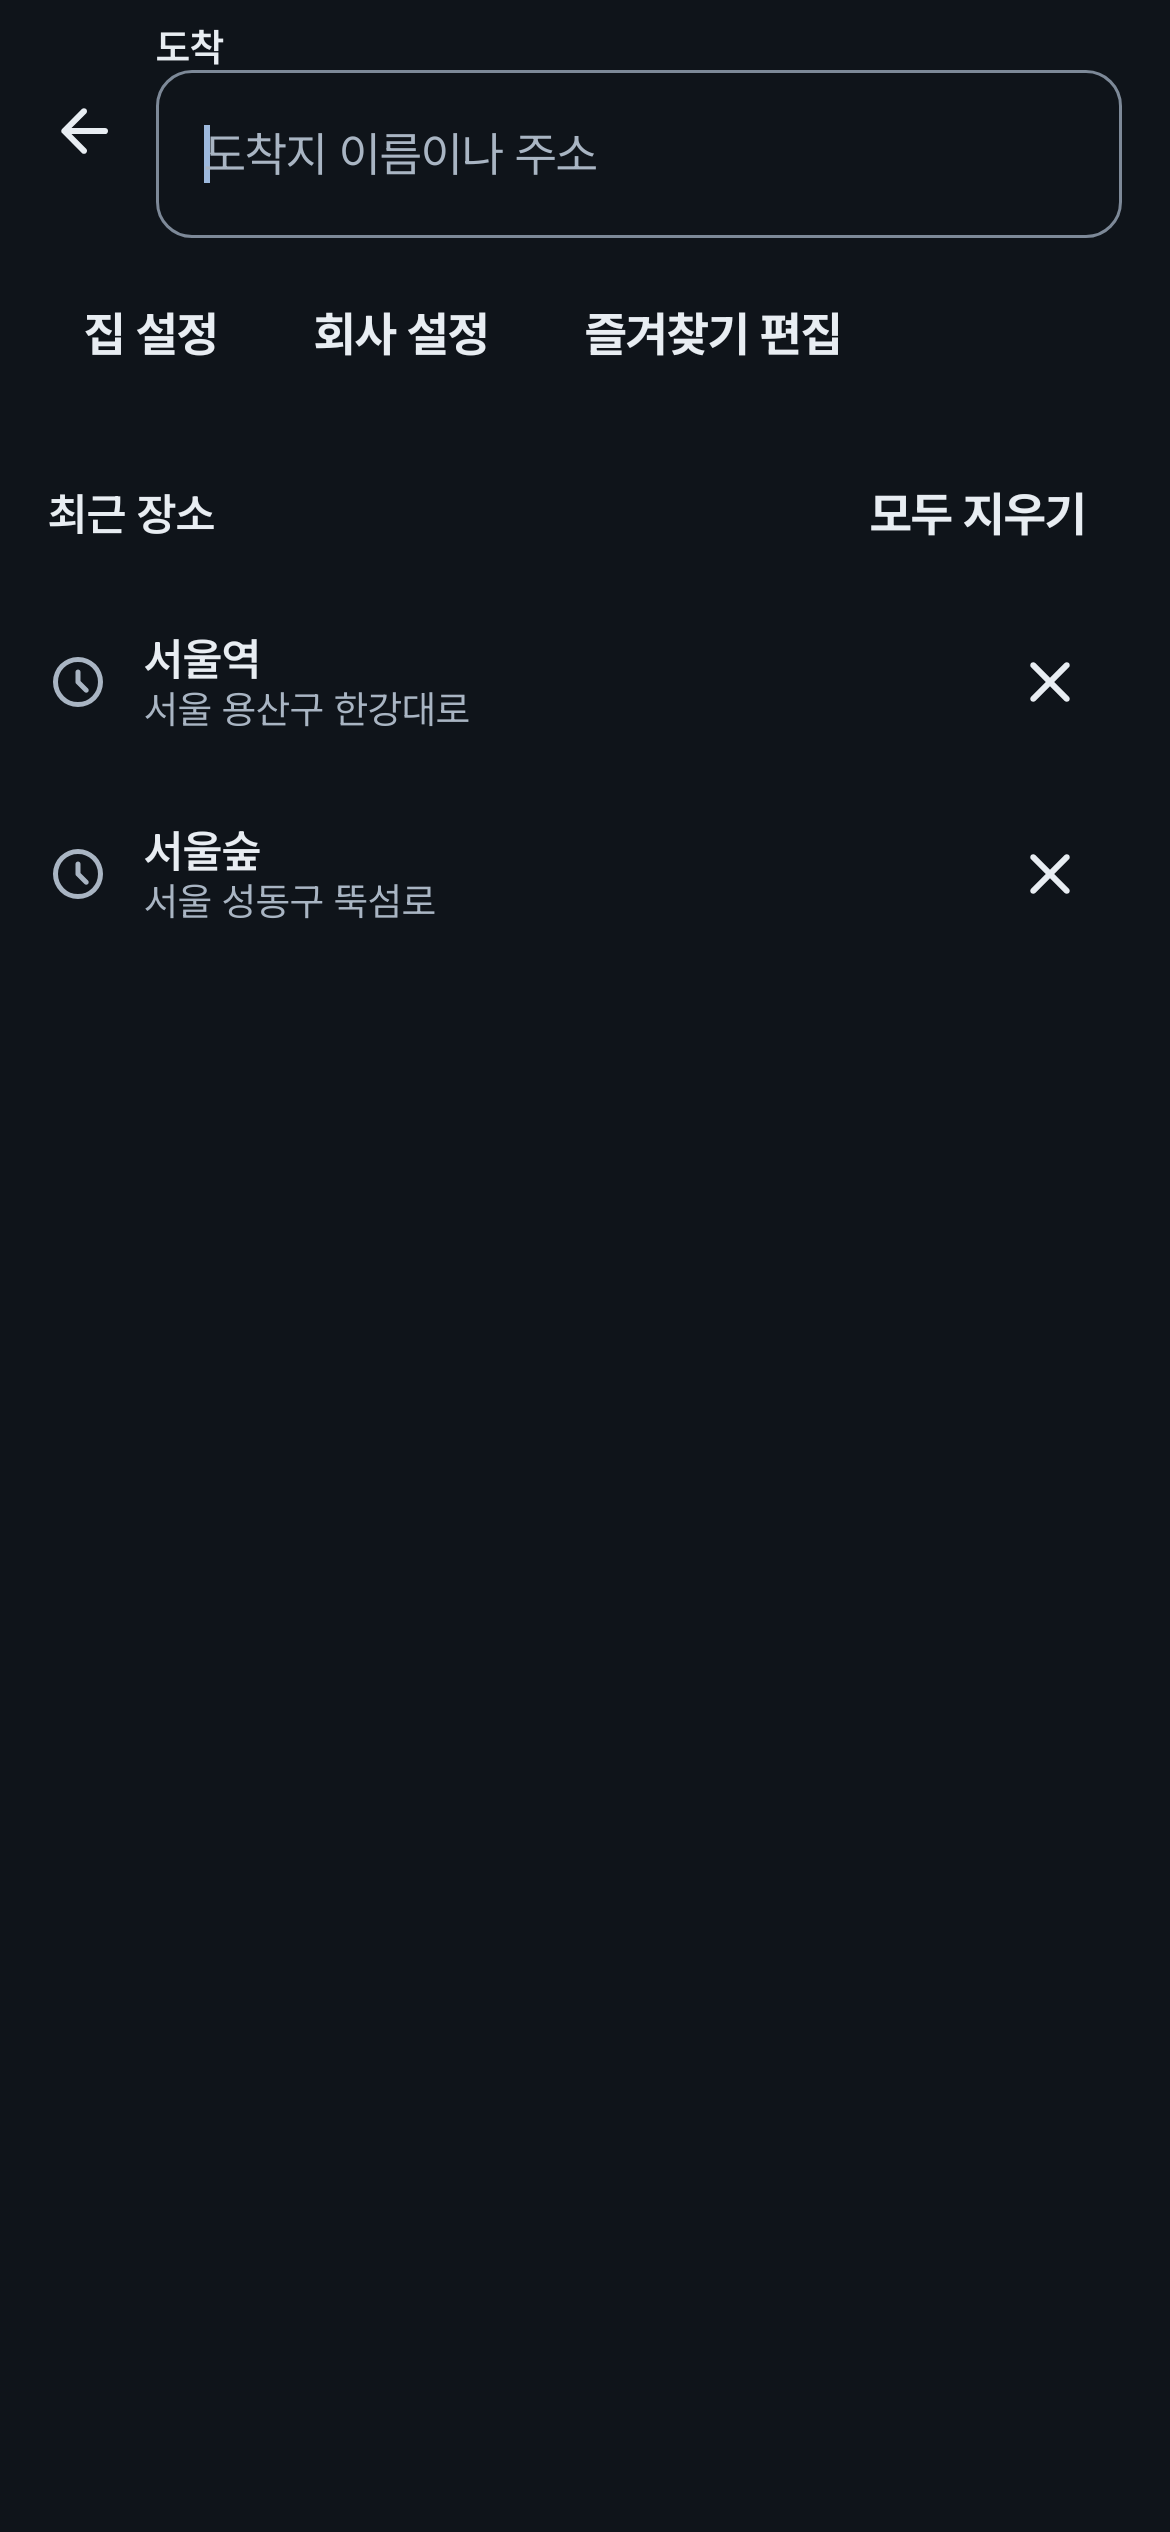 도착
도착지 이름이나 주소
집 설정 회사 설정 즐겨찾기 편집
최근 장소 모두 지우기
서울역
서울 용산구 한강대로
서울숲
서울 성동구 뚝섬로